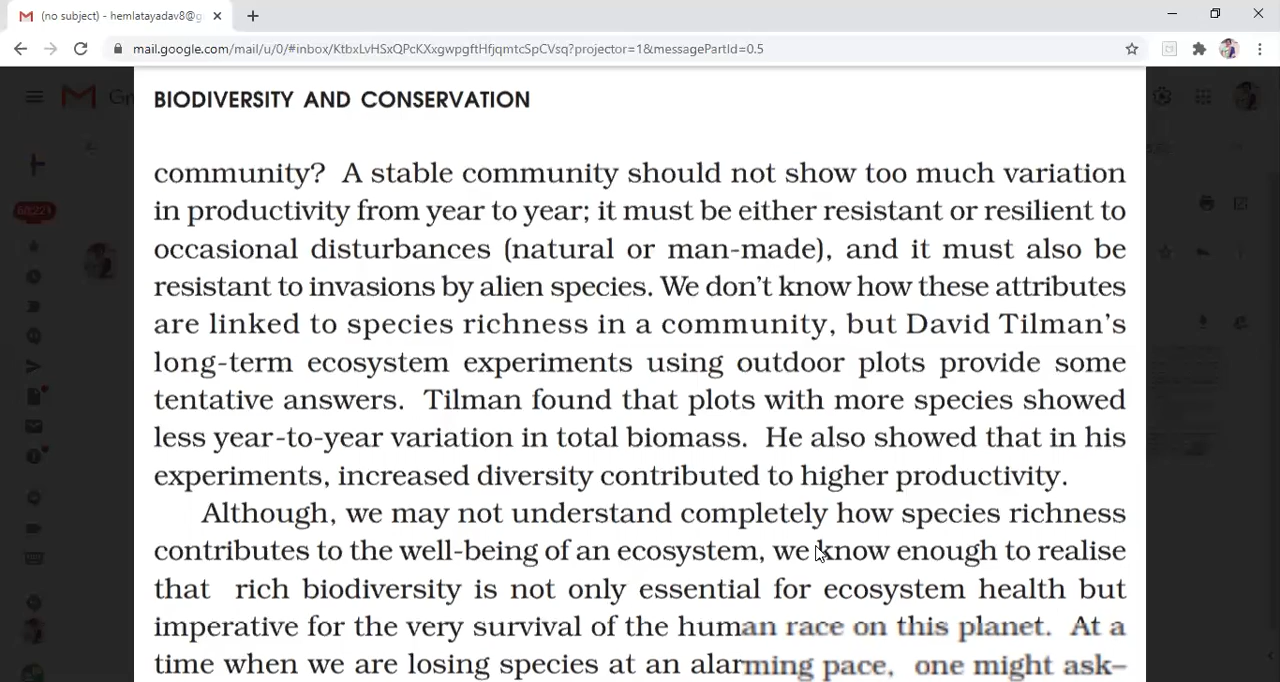 (no subject) - hemlatayadav8@g
mail.google.com/mail/u/0/#inbox/KtbxLvHSxQPcKXxgwpgftHfjqmtcSpCVsq?projector=1&messagePartId=0.5
BIODIVERSITY AND CONSERVATION
community? A stable community should not show too much variation
in productivity from year to year; it must be either resistant or resilient to
occasional disturbances (natural or man-made), and it must also be
resistant to invasions by alien species. We don't know how these attributes
are linked to species richness in a community, but David Tilman's
long-term ecosystem experiments using outdoor plots provide some
tentative answers. Tilman found that plots with more species showed
less year-to-year variation in total biomass. He also showed that in his
experiments, increased diversity contributed to higher productivity.
Although, we may not understand completely how species richness
contributes to the well-being of an ecosystem, we know enough to realise
that rich biodiversity is not only essential for ecosystem health but
imperative for the very survival of the human race on this planet. At a
time when we are losing species at an alarming pace, one might ask–